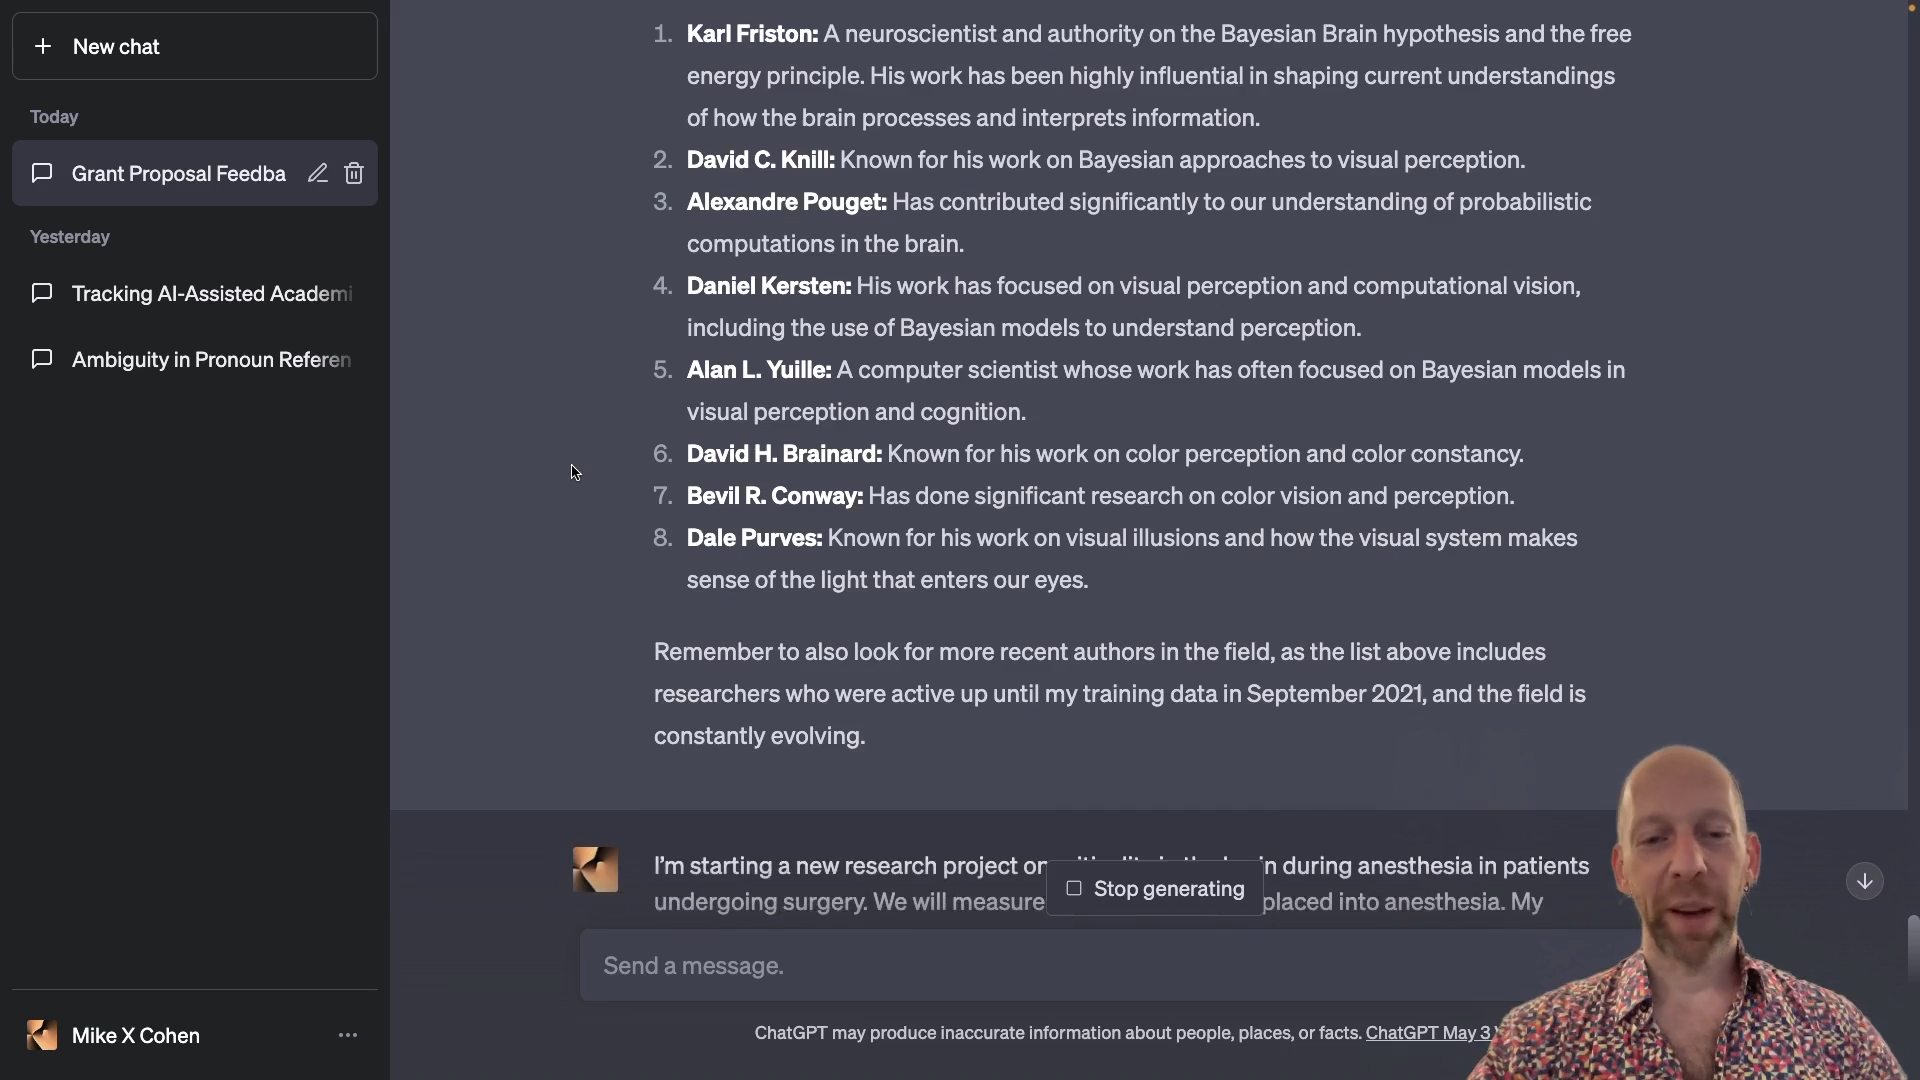 New chat
Today
Grant Proposal Feedba
Yesterday
Tracking AI-Assisted Academi
Ambiguity in Pronoun Referen
Mike X Cohen
1. Karl Friston: A neuroscientist and authority on the Bayesian Brain hypothesis and the free
energy principle. His work has been highly influential in shaping current understandings
of how the brain processes and interprets information.
2. David C. Knill: Known for his work on Bayesian approaches to visual perception.
3. Alexandre Pouget: Has contributed significantly to our understanding of probabilistic
computations in the brain.
4. Daniel Kersten: His work has focused on visual perception and computational vision,
including the use of Bayesian models to understand perception.
5. Alan L. Yuille: A computer scientist whose work has often focused on Bayesian models in
visual perception and cognition.
6. David H. Brainard: Known for his work on color perception and color constancy.
7. Bevil R. Conway: Has done significant research on color vision and perception.
8. Dale Purves: Known for his work on visual illusions and how the visual system makes
sense of the light that enters our eyes.
Remember to also look for more recent authors in the field, as the list above includes
researchers who were active up until my training data in September 2021, and the field is
constantly evolving.
I'm starting a new research project on during anesthesia in patients
undergoing surgery. We will measure placed into anesthesia. My
Stop generating
Send a message.
ChatGPT may produce inaccurate information about people, places, or facts. ChatGPT May 3